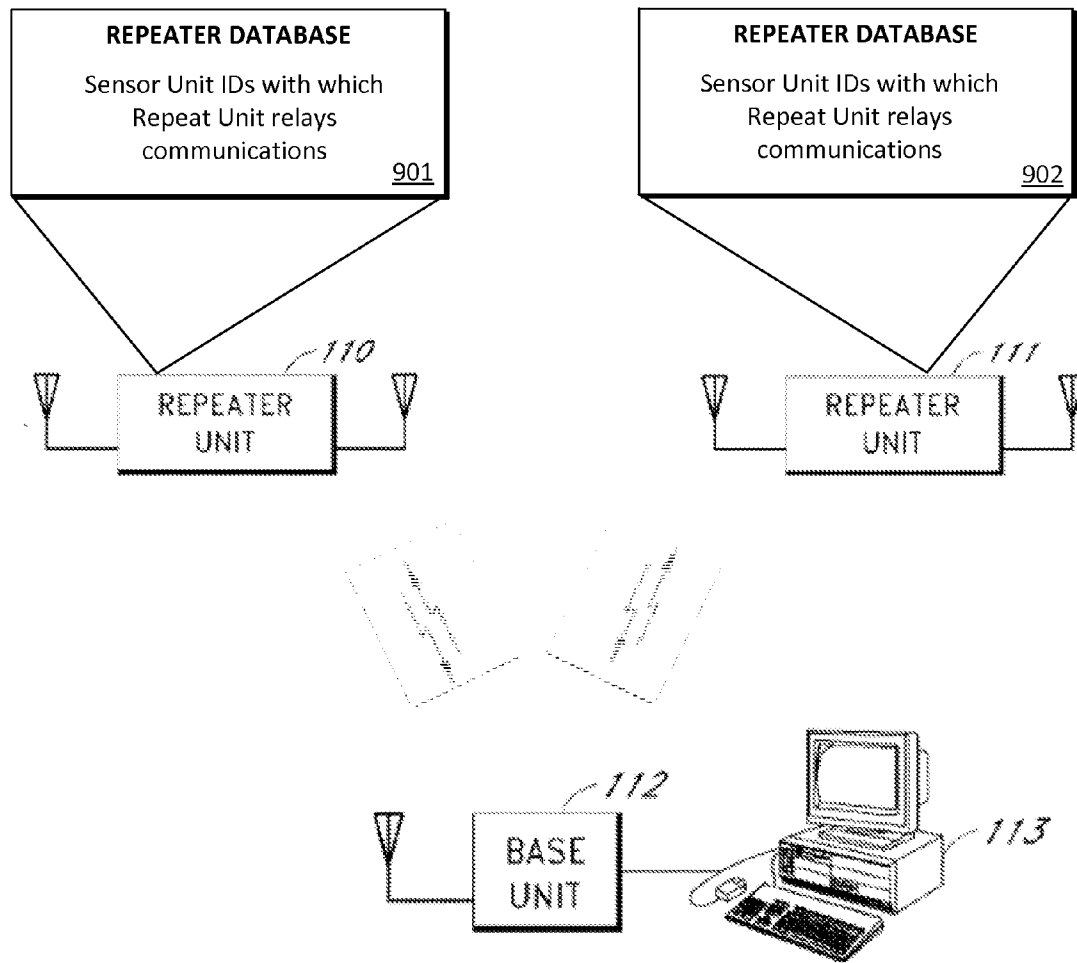 REPEATER DATABASE
Sensor Unit IDs with which
Repeat Unit relays
communications
901
REPEATER DATABASE
Sensor Unit IDs with which
Repeat Unit relays
communications
902
110
REPEATER
UNIT
111
REPEATER
UNIT
112
BASE
UNIT
113